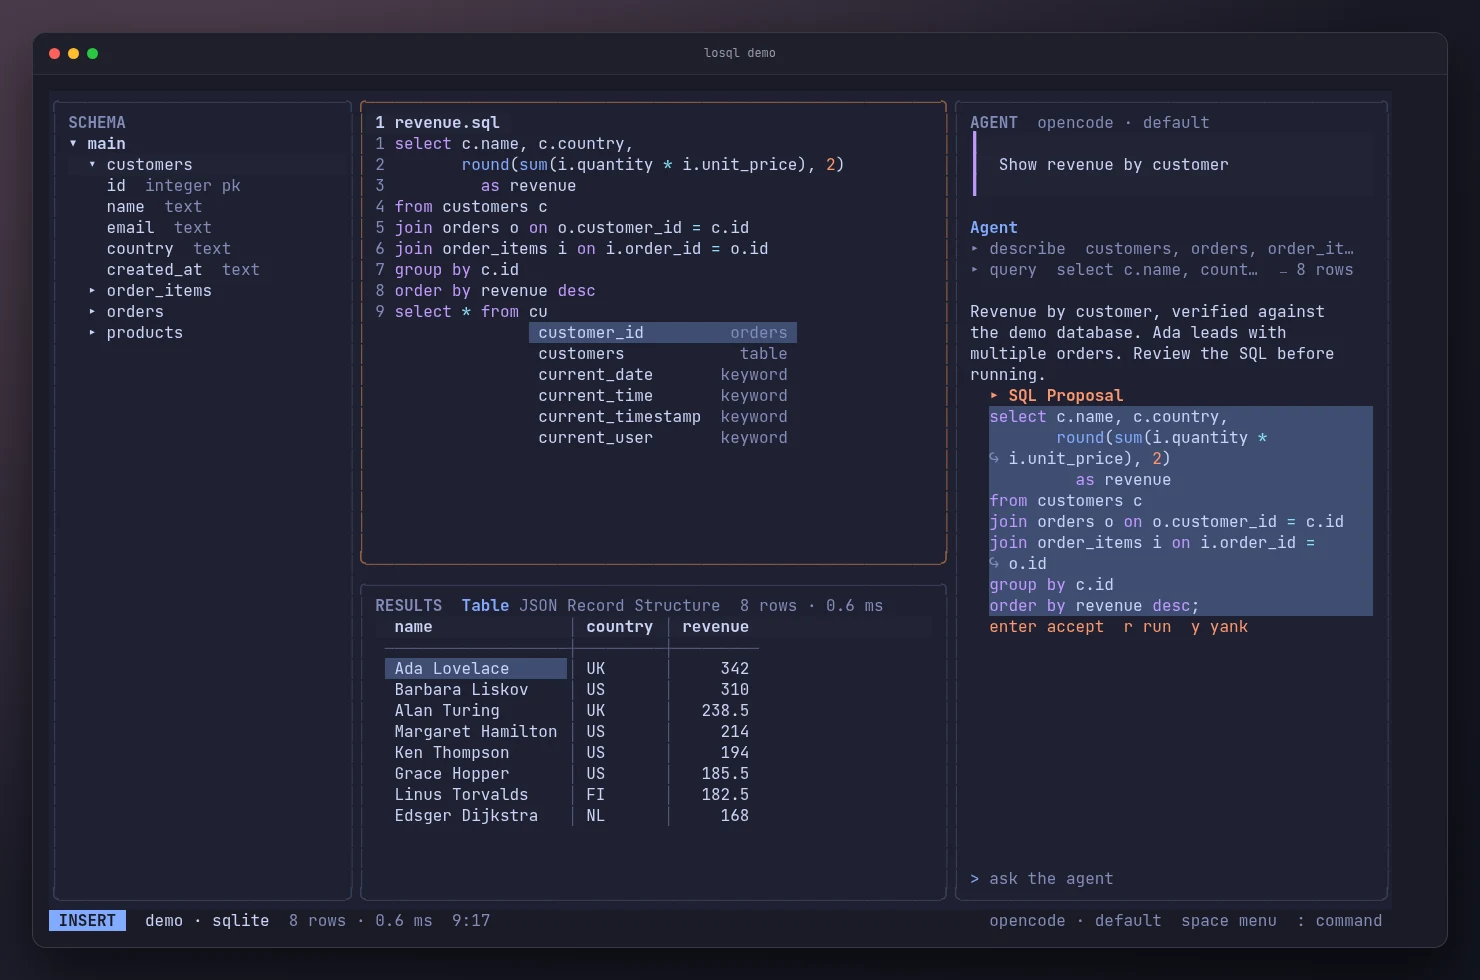 losql demo
SCHEMA
▾ main
▾ customers
id integer pk
name text
email text
country text
created_at text
▸ order_items
▸ orders
▸ products
1 revenue.sql
1 select c.name, c.country,
2 round(sum(i.quantity * i.unit_price), 2)
3 as revenue
4 from customers c
5 join orders o on o.customer_id = c.id
6 join order_items i on i.order_id = o.id
7 group by c.id
8 order by revenue desc
9 select * from cu
customer_id orders
customers table
current_date keyword
current_time keyword
current_timestamp keyword
current_user keyword
RESULTS Table JSON Record Structure 8 rows · 0.6 ms
name country revenue
Ada Lovelace UK 342
Barbara Liskov US 310
Alan Turing UK 238.5
Margaret Hamilton US 214
Ken Thompson US 194
Grace Hopper US 185.5
Linus Torvalds FI 182.5
Edsger Dijkstra NL 168
AGENT opencode · default
Show revenue by customer
Agent
▸ describe customers, orders, order_it…
▸ query select c.name, count… — 8 rows
Revenue by customer, verified against
the demo database. Ada leads with
multiple orders. Review the SQL before
running.
▸ SQL Proposal
select c.name, c.country,
round(sum(i.quantity *
↪ i.unit_price), 2)
as revenue
from customers c
join orders o on o.customer_id = c.id
join order_items i on i.order_id =
↪ o.id
group by c.id
order by revenue desc;
enter accept r run y yank
> ask the agent
INSERT demo · sqlite 8 rows · 0.6 ms 9:17
opencode · default space menu : command